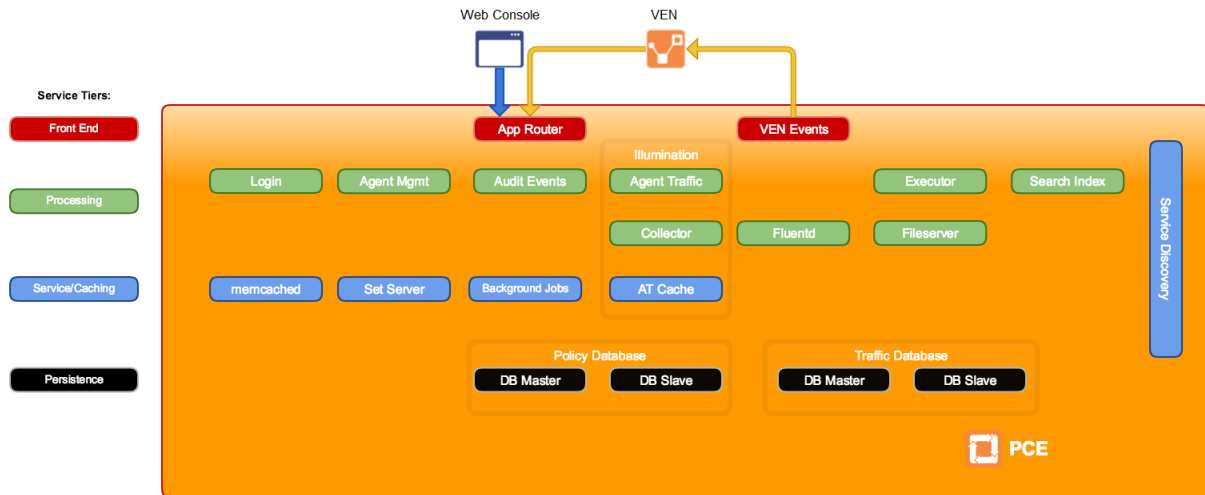 Web Console
VEN
Service Tiers:
Front End
App Router
VEN Events
Illumination
Processing
Login
Agent Mgmt
Audit Events
Agent Traffic
Executor
Search Index
Collector
Fluentd
Fileserver
Service Discovery
Service/Caching
memcached
Set Server
Background Jobs
AT Cache
Policy Database
Traffic Database
Persistence
DB Master
DB Slave
DB Master
DB Slave
PCE